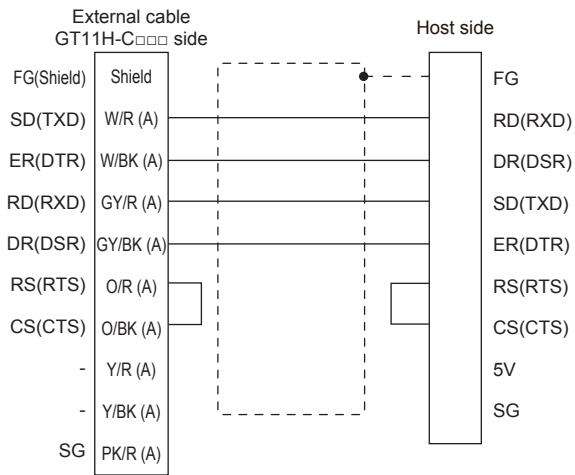 External cable
GT11H-C□□□ side
Host side
FG(Shield) Shield FG
SD(TXD) W/R (A) RD(RXD)
ER(DTR) W/BK (A) DR(DSR)
RD(RXD) GY/R (A) SD(TXD)
DR(DSR) GY/BK (A) ER(DTR)
RS(RTS) O/R (A) RS(RTS)
CS(CTS) O/BK (A) CS(CTS)
- Y/R (A) 5V
- Y/BK (A) SG
SG PK/R (A)